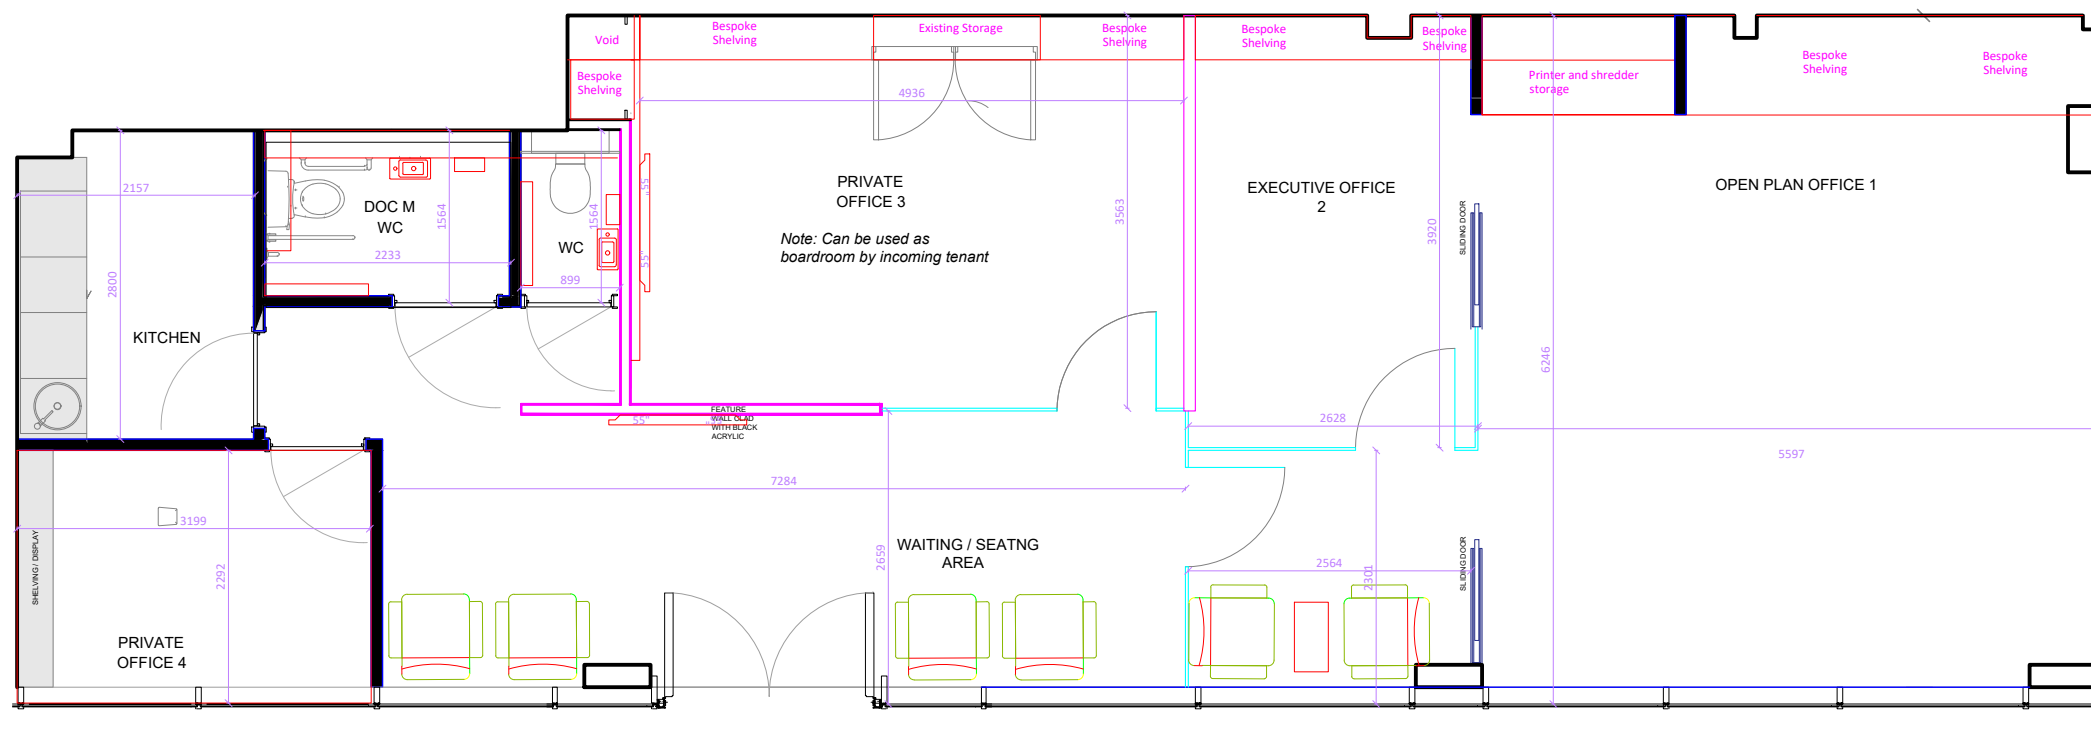 Void
Bespoke
Shelving
Bespoke
Shelving
Existing Storage
Bespoke
Shelving
Bespoke
Shelving
Bespoke
Shelving
Printer and shredder
storage
Bespoke
Shelving
Bespoke
Shelving
4936
2157
2800
KITCHEN
DOC M
WC
1564
2233
WC
1564
899
55"
55"
PRIVATE
OFFICE 3
Note: Can be used as
boardroom by incoming tenant
3563
EXECUTIVE OFFICE
2
3920
SLIDING DOOR
OPEN PLAN OFFICE 1
6246
FEATURE
WALL CLAD
WITH BLACK
ACRYLIC
55"
2628
5597
7284
2659
WAITING / SEATNG
AREA
2564
2301
SLIDING DOOR
3199
2292
SHELVING / DISPLAY
PRIVATE
OFFICE 4